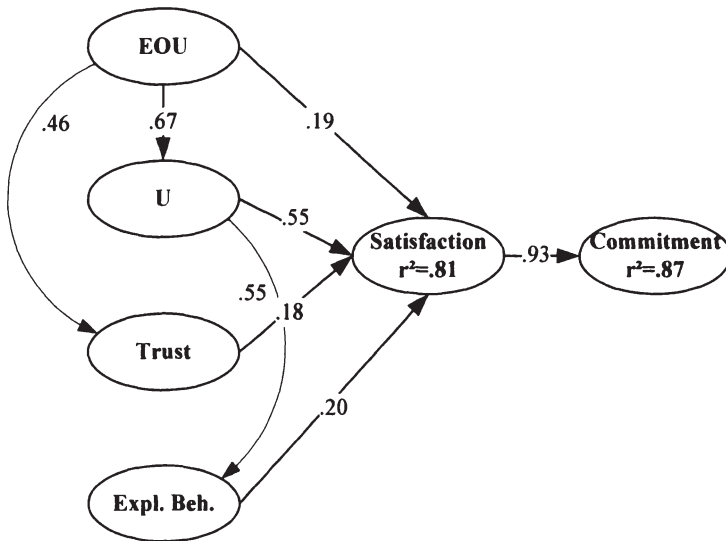 EOU
.46
.67
.19
U
.55
Satisfaction
r²=.81
.93
Commitment
r²=.87
.55
.18
Trust
.20
Expl. Beh.